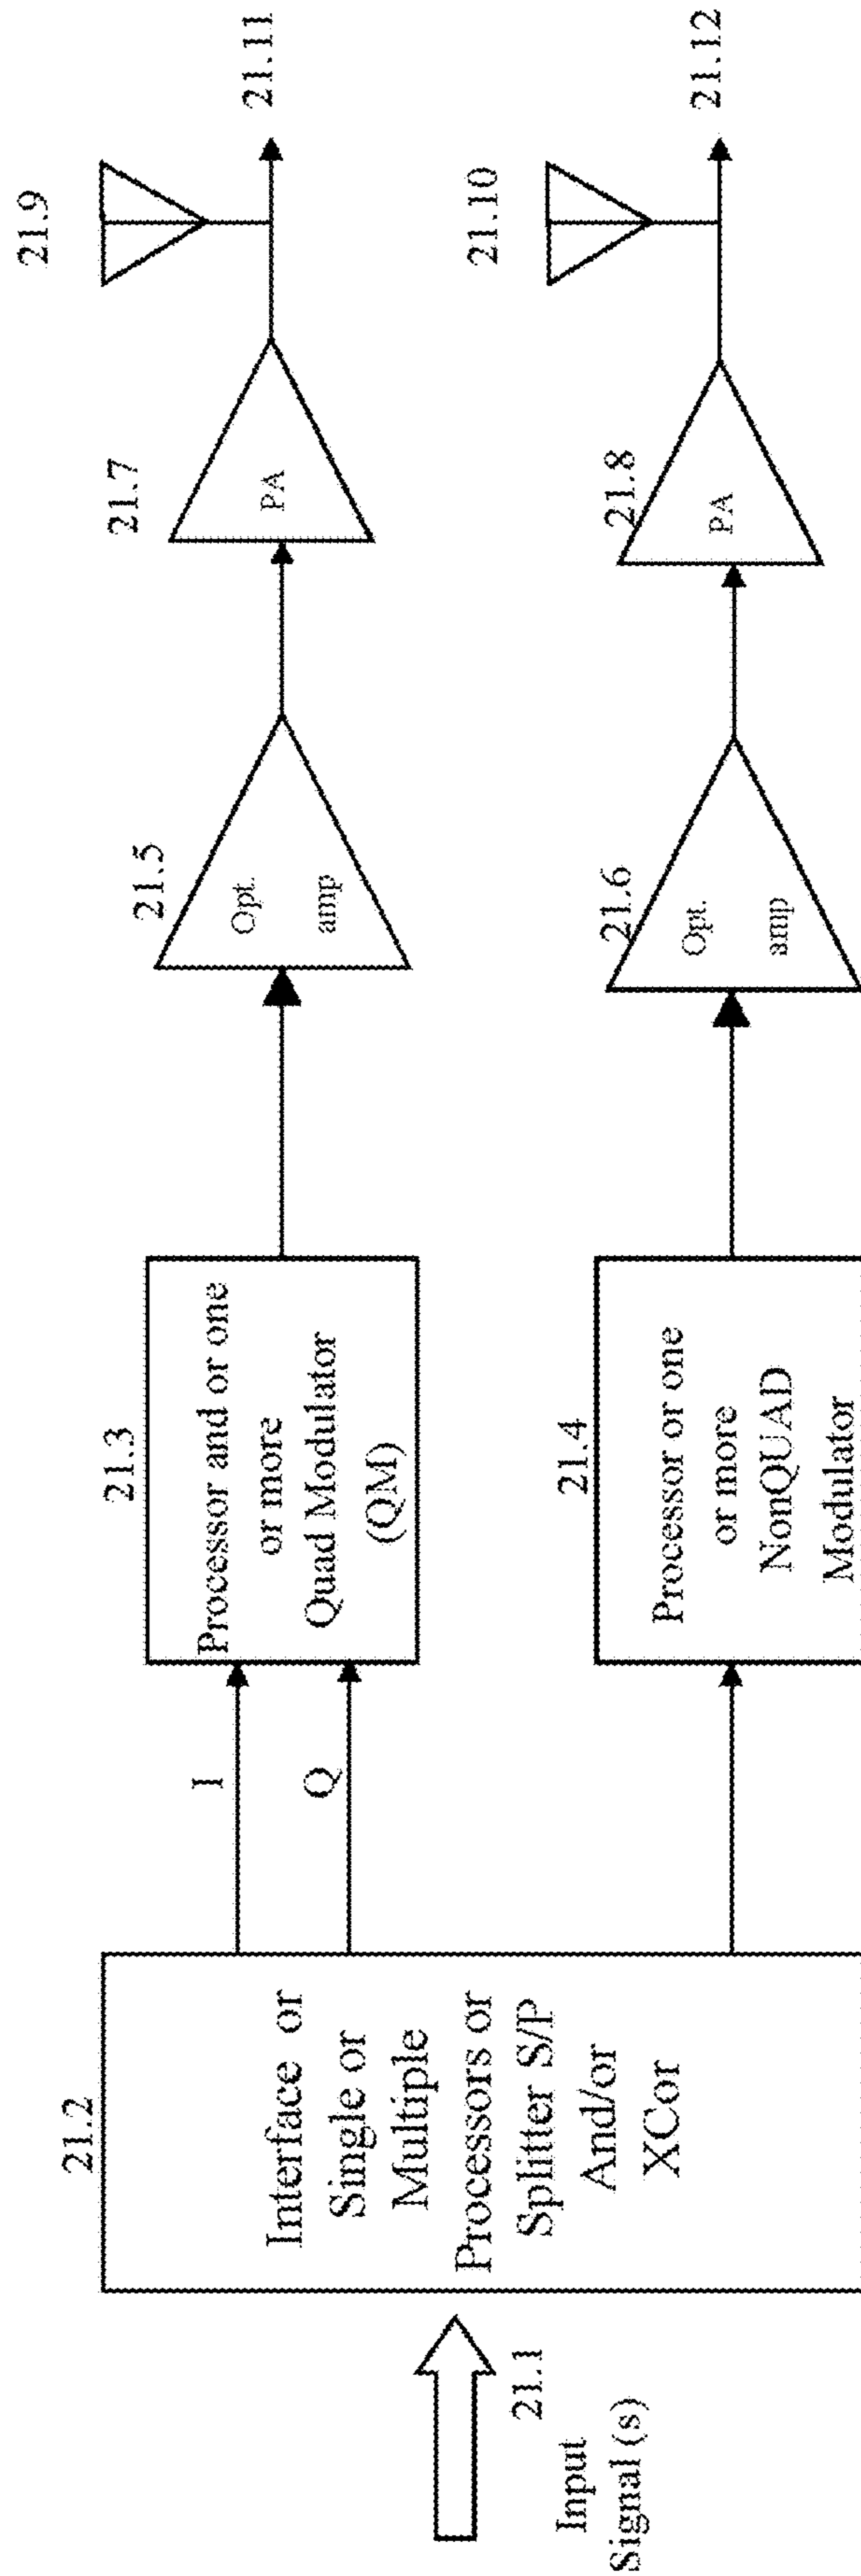 21.1
Input
Signal (s)
21.2
Interface or
Single or
Multiple
Processors or
Splitter S/P
And/or
XCor
I
Q
21.3
Processor and or one
or more
Quad Modulator
(QM)
21.4
Processor or one
or more
NonQUAD
Modulator
21.5
Opt.
amp
21.6
Opt.
amp
21.7
PA
21.8
PA
21.9
21.10
21.11
21.12